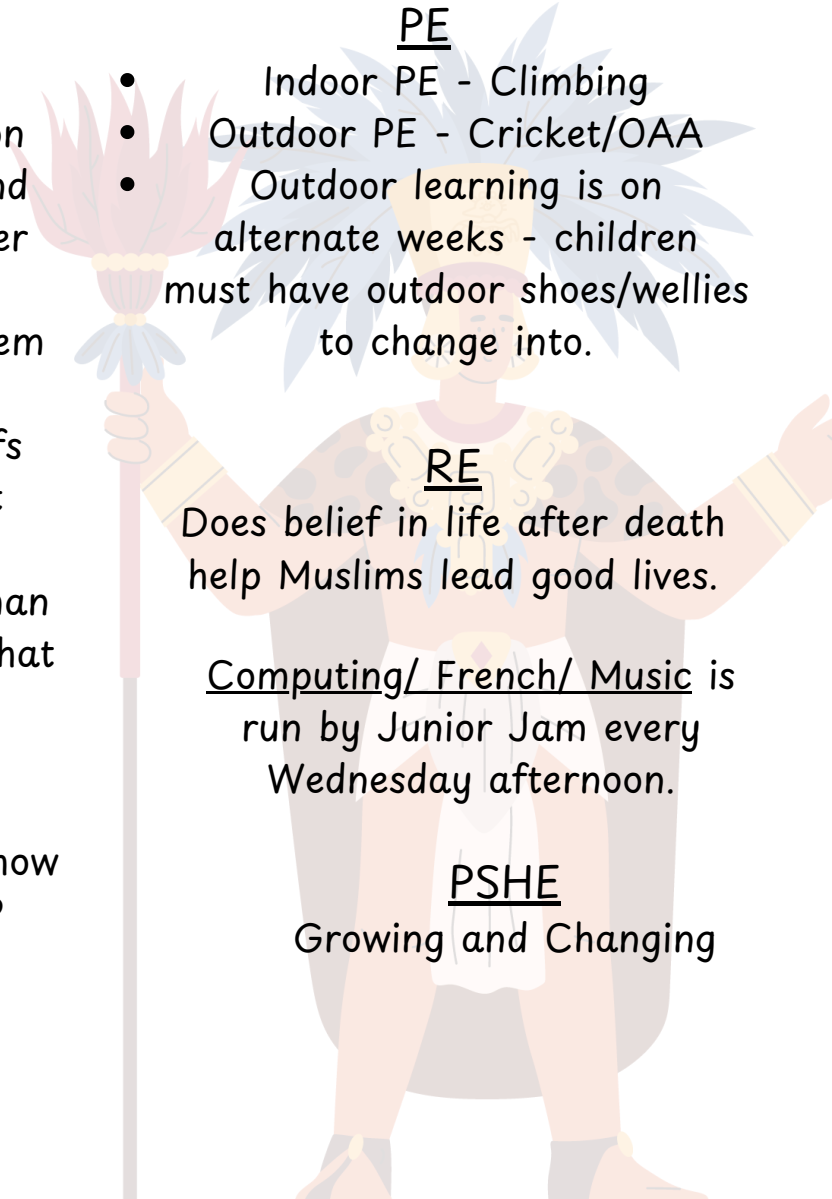 PE
• Indoor PE - Climbing
• Outdoor PE - Cricket/OAA
• Outdoor learning is on
alternate weeks - children
must have outdoor shoes/wellies
to change into.
RE
Does belief in life after death
help Muslims lead good lives.
Computing/ French/ Music is
run by Junior Jam every
Wednesday afternoon.
PSHE
Growing and Changing